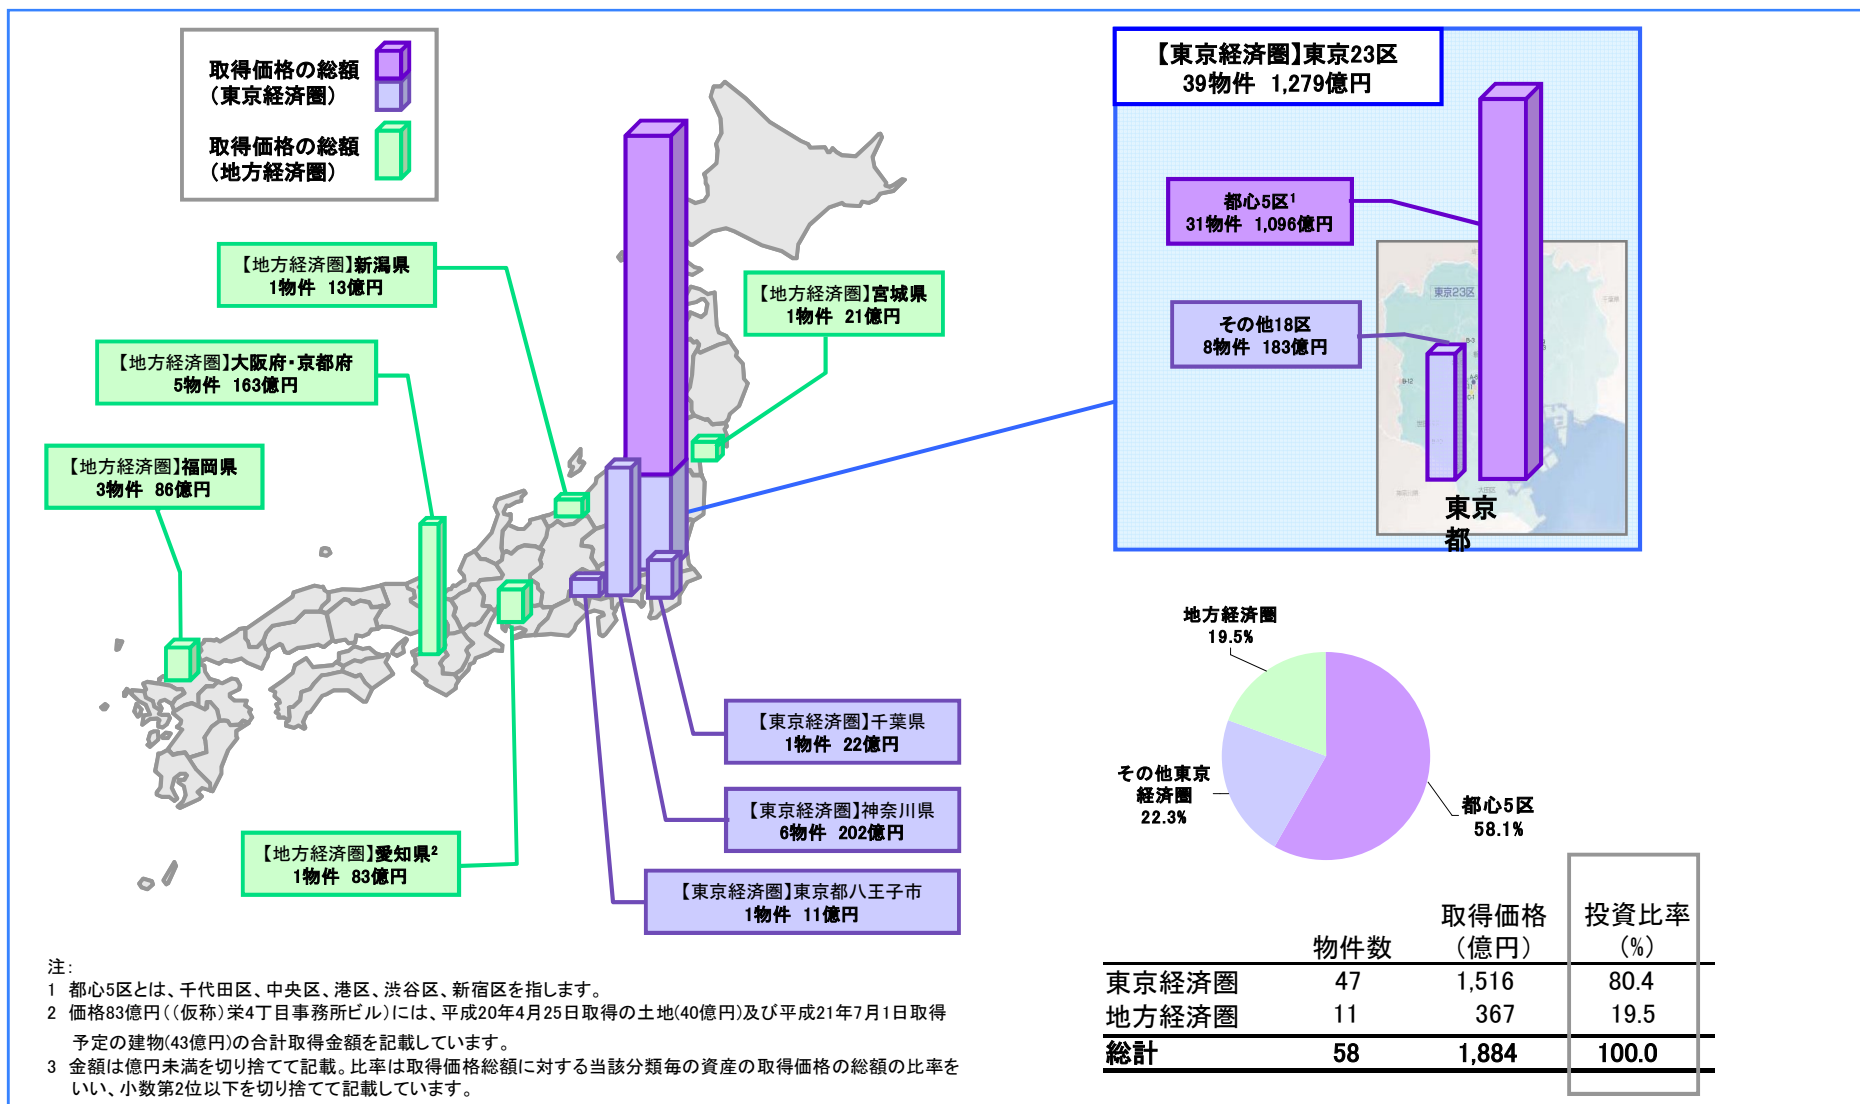 取得価格の総額
(東京経済圏)
取得価格の総額
(地方経済圏)
【東京経済圏】東京23区
39物件 1,279億円
都心5区1
31物件 1,096億円
東京23区
千葉県
その他18区
8物件 183億円
B-12
大田区
東京
都
【地方経済圏】新潟県
1物件 13億円
【地方経済圏】宮城県
1物件 21億円
【地方経済圏】大阪府・京都府
5物件 163億円
【地方経済圏】福岡県
3物件 86億円
【東京経済圏】千葉県
1物件 22億円
【東京経済圏】神奈川県
6物件 202億円
【地方経済圏】愛知県2
1物件 83億円
【東京経済圏】東京都八王子市
1物件 11億円
地方経済圏
19.5%
その他東京
経済圏
22.3%
都心5区
58.1%
物件数 取得価格(億円) 投資比率(%)
東京経済圏 47 1,516 80.4
地方経済圏 11 367 19.5
総計 58 1,884 100.0
注:
1 都心5区とは、千代田区、中央区、港区、渋谷区、新宿区を指します。
2 価格83億円((仮称)栄4丁目事務所ビル)には、平成20年4月25日取得の土地(40億円)及び平成21年7月1日取得
予定の建物(43億円)の合計取得金額を記載しています。
3 金額は億円未満を切り捨てて記載。比率は取得価格総額に対する当該分類毎の資産の取得価格の総額の比率を
いい、小数第2位以下を切り捨てて記載しています。